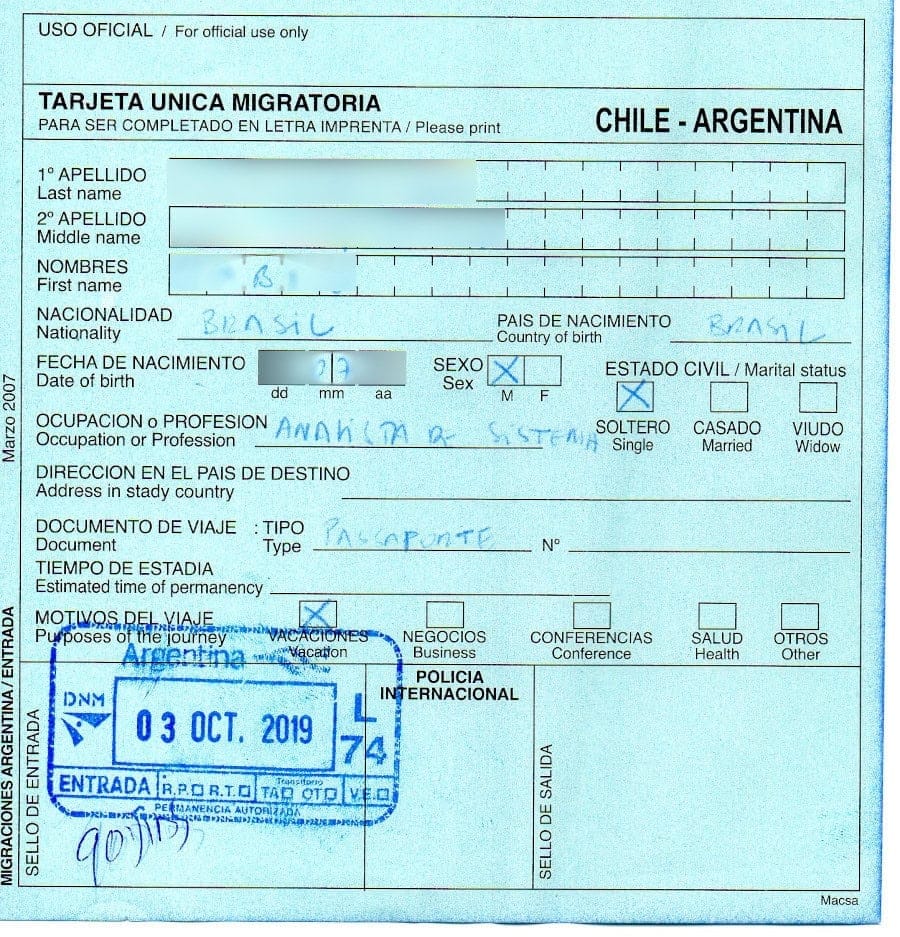 USO OFICIAL / For official use only
TARJETA UNICA MIGRATORIA
PARA SER COMPLETADO EN LETRA IMPRENTA / Please print
CHILE - ARGENTINA
1º APELLIDO
Last name
2º APELLIDO
Middle name
NOMBRES
First name
B
NACIONALIDAD
Nationality
BRASIL
PAIS DE NACIMIENTO
Country of birth
BRASIL
FECHA DE NACIMIENTO
Date of birth
07
dd mm aa
SEXO
Sex
X
M F
ESTADO CIVIL / Marital status
X
SOLTERO CASADO VIUDO
Single Married Widow
OCUPACION o PROFESION
Occupation or Profession
ANALISTA DE SISTEMA
DIRECCION EN EL PAIS DE DESTINO
Address in stady country
DOCUMENTO DE VIAJE : TIPO
Document Type
PASSAPORTE
Nº
TIEMPO DE ESTADIA
Estimated time of permanency
MOTIVOS DEL VIAJE
Purposes of the journey
X
VACACIONES NEGOCIOS CONFERENCIAS SALUD OTROS
Vacation Business Conference Health Other
Argentina
DNM
03 OCT. 2019
L
74
ENTRADA R.P. R.T. Transitorio TA OT V.E.
PERMANENCIA AUTORIZADA
POLICIA
INTERNACIONAL
SELLO DE ENTRADA
SELLO DE SALIDA
MIGRACIONES ARGENTINA / ENTRADA
Marzo 2007
Macsa